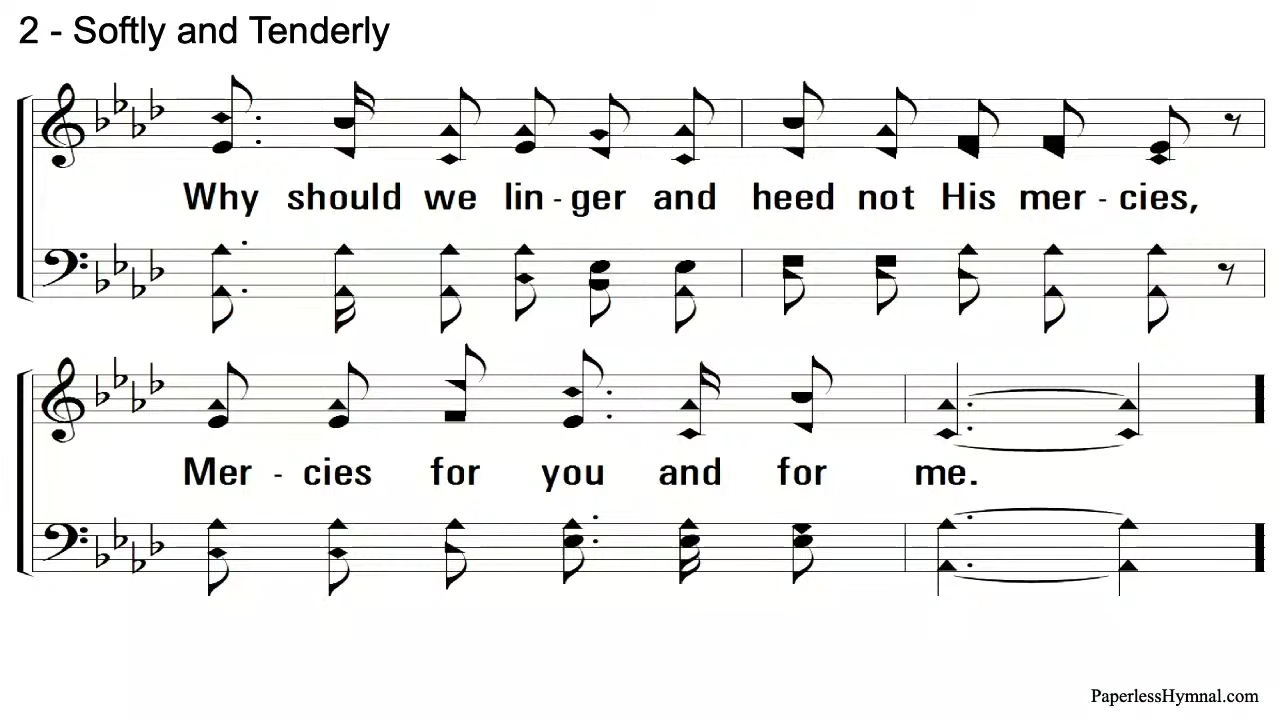 2 - Softly and Tenderly
Why should we lin - ger and heed not His mer - cies,
Mer - cies for you and for me.
PaperlessHymnal.com